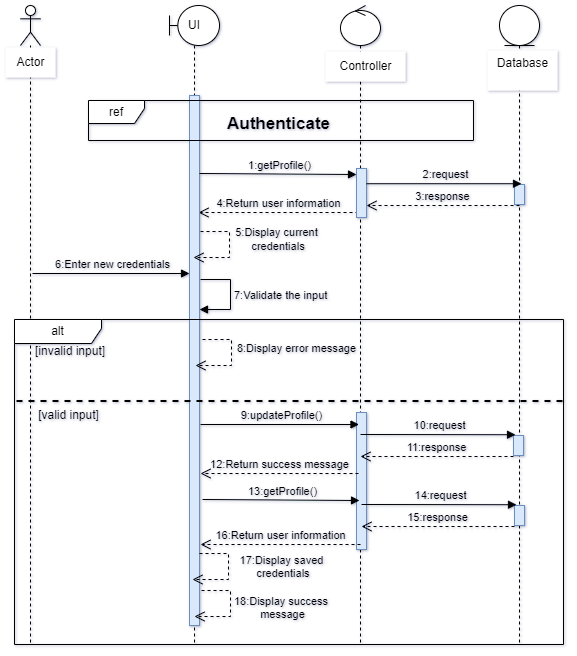 UI
Actor
Controller
Database
ref
Authenticate
1:getProfile()
2:request
3:response
4:Return user information
5:Display current
credentials
6:Enter new credentials
7:Validate the input
alt
[invalid input]
8:Display error message
[valid input]
9:updateProfile()
10:request
11:response
12:Return success message
13:getProfile()
14:request
15:response
16:Return user information
17:Display saved
credentials
18:Display success
message